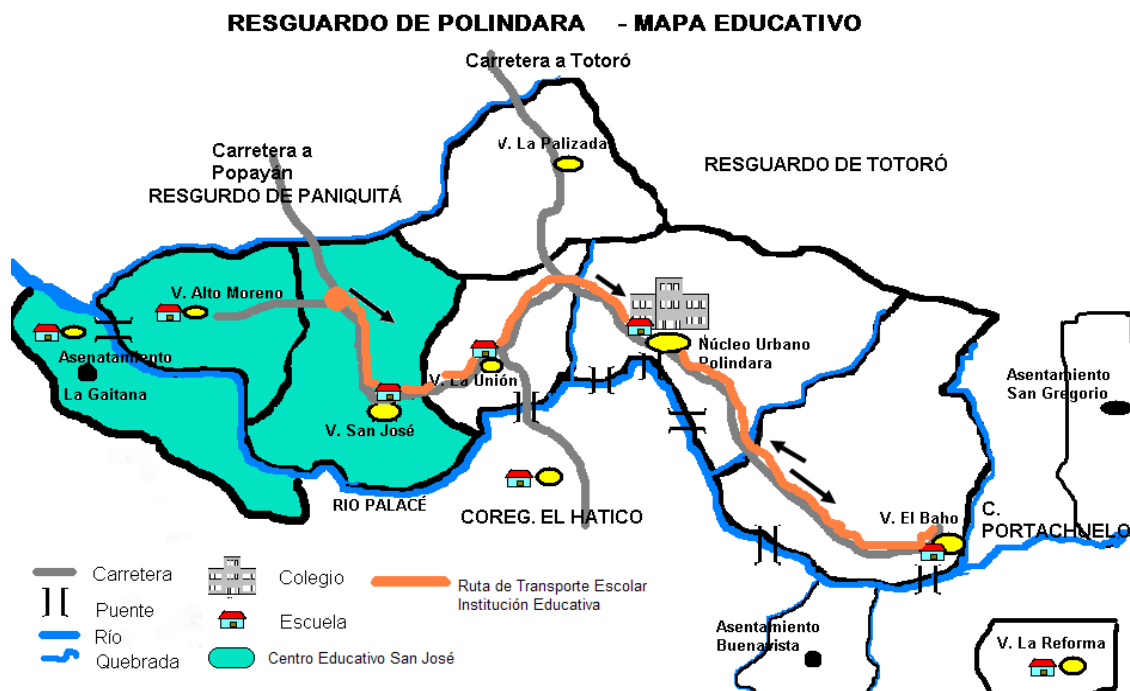 RESGUARDO DE POLINDARA - MAPA EDUCATIVO
Carretera a Totoró
V. La Palizada
Carretera a
Popayán
RESGURDO DE PANIQUITÁ
RESGUARDO DE TOTORÓ
V. Alto Moreno
Asenatamiento
La Gaitana
V. La Unión
V. San José
Núcleo Urbano
Polindara
Asentamiento
San Gregorio
RIO PALACÉ
COREG. EL HATICO
V. El Baho
C.
PORTACHUELO
Carretera
Colegio
Ruta de Transporte Escolar
Institución Educativa
Puente
Escuela
Río
Quebrada
Centro Educativo San José
Asentamiento
Buenavista
V. La Reforma